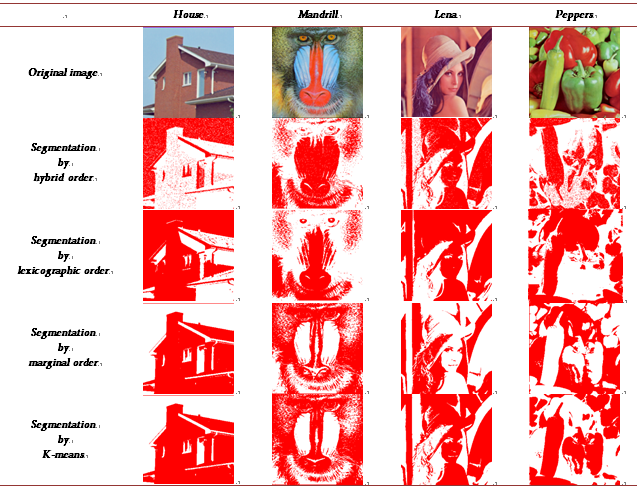 House Mandrill Lena Peppers
Original image
Segmentation
by
hybrid order
Segmentation
by
lexicographic order
Segmentation
by
marginal order
Segmentation
by
K-means